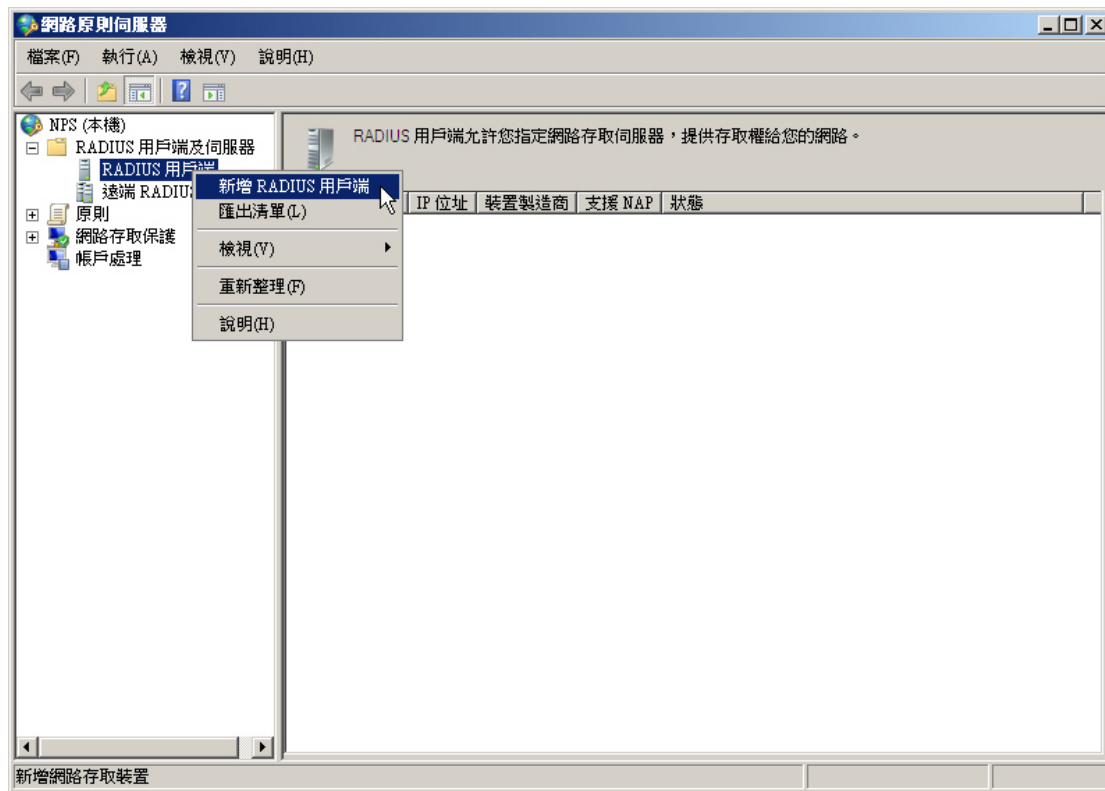 網路原則伺服器
檔案(F) 執行(A) 檢視(V) 說明(H)
NPS (本機)
RADIUS 用戶端及伺服器
RADIUS 用戶端
遠端 RADIUS
原則
網路存取保護
帳戶處理
新增 RADIUS 用戶端
匯出清單(L)
檢視(V)
重新整理(F)
說明(H)
RADIUS 用戶端允許您指定網路存取伺服器，提供存取權給您的網路。
IP 位址 裝置製造商 支援 NAP 狀態
新增網路存取裝置